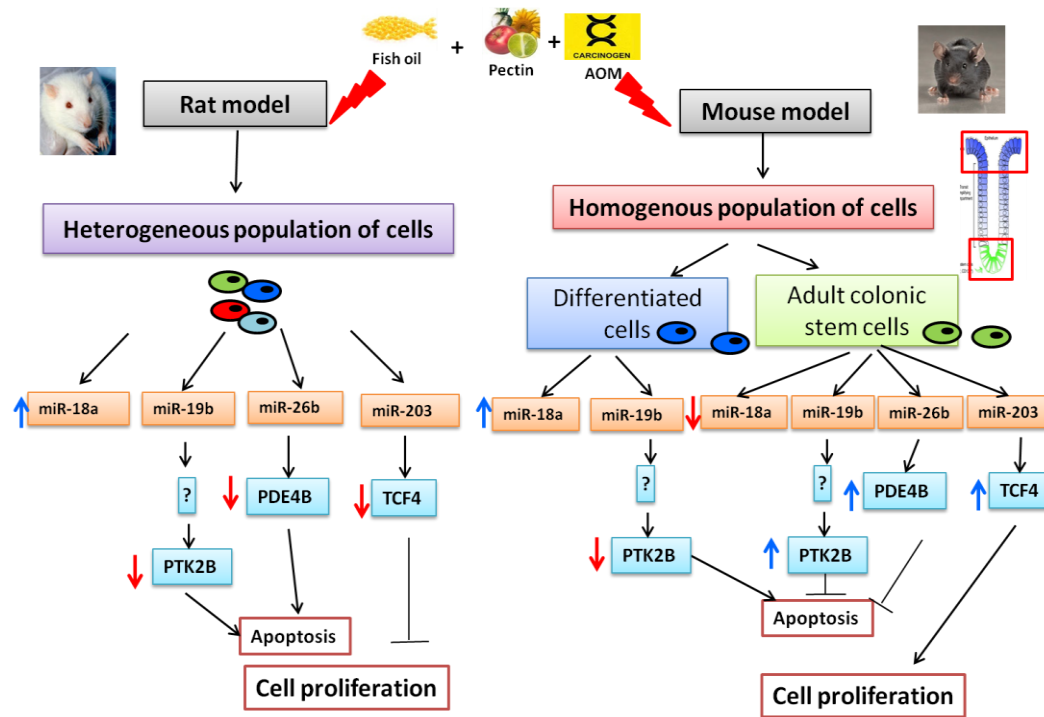 Fish oil
+
Pectin
+
CARCINOGEN
AOM
Rat model
Mouse model
Heterogeneous population of cells
Homogenous population of cells
Differentiated
cells
Adult colonic
stem cells
miR-18a
miR-19b
miR-26b
miR-203
miR-18a
miR-19b
miR-18a
miR-19b
miR-26b
miR-203
?
PDE4B
TCF4
?
?
PDE4B
TCF4
PTK2B
PTK2B
PTK2B
Apoptosis
Apoptosis
Cell proliferation
Cell proliferation